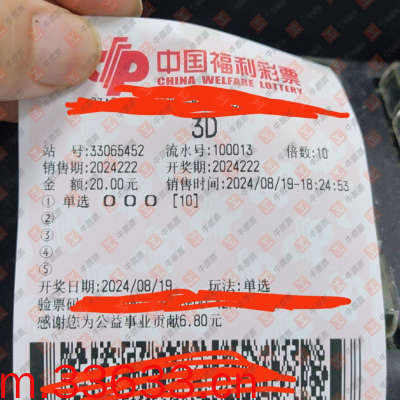 中国福利彩票
CHINA WELFARE LOTTERY
3D
站 号:33065452 流水号:100013 倍数:10
销售期:2024222 开奖期:2024222
金 额:20.00元 销售时间:2024/08/19-18:24:53
① 单选 0 0 0 [10]
②
③
④
⑤
开奖日期:2024/08/19 玩法:单选
验票码
感谢您为公益事业贡献6.80元